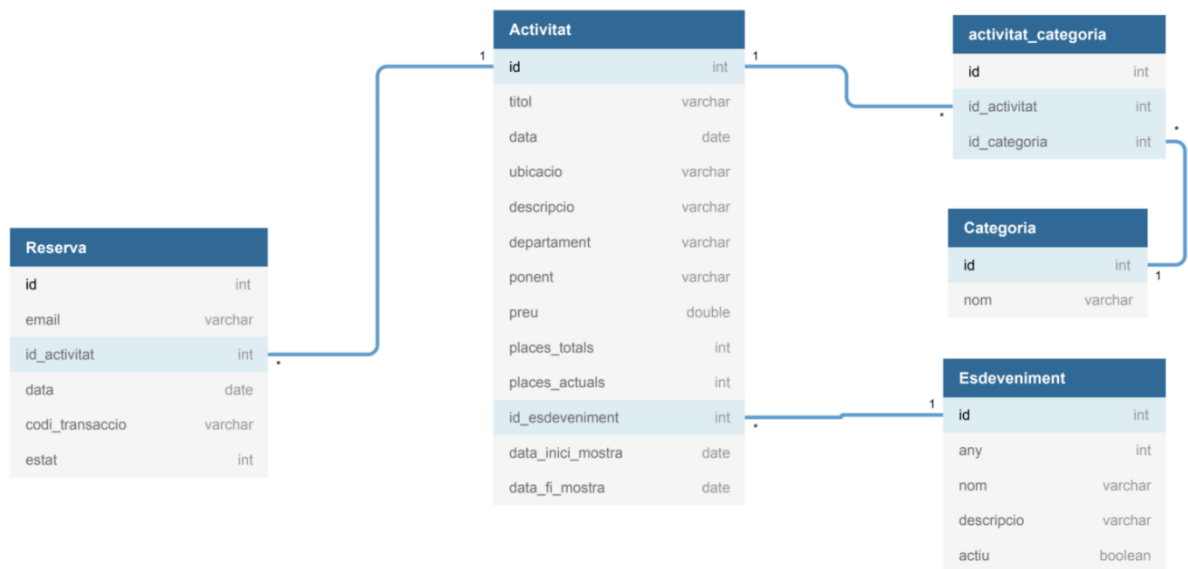 Activitat
id int
titol varchar
data date
ubicacio varchar
descripcio varchar
departament varchar
ponent varchar
preu double
places_totals int
places_actuals int
id_esdeveniment int
data_inici_mostra date
data_fi_mostra date
1
1
*
activitat_categoria
id int
id_activitat int
id_categoria int
*
*
Categoria
id int
nom varchar
1
Reserva
id int
email varchar
id_activitat int
data date
codi_transaccio varchar
estat int
*
Esdeveniment
id int
any int
nom varchar
descripcio varchar
actiu boolean
1